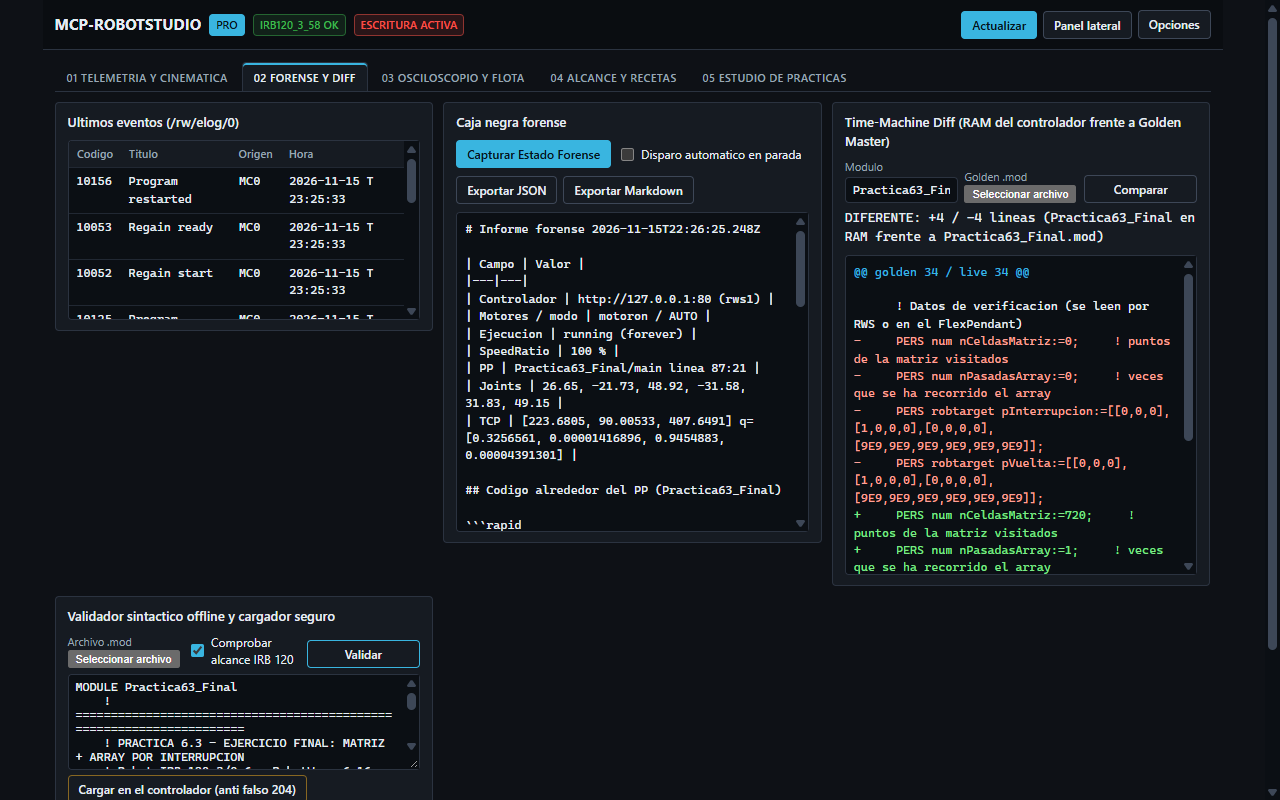 MCP-ROBOTSTUDIO PRO IRB120_3_58 OK ESCRITURA ACTIVA Actualizar Panel lateral Opciones
01 TELEMETRIA Y CINEMATICA 02 FORENSE Y DIFF 03 OSCILOSCOPIO Y FLOTA 04 ALCANCE Y RECETAS 05 ESTUDIO DE PRACTICAS
Ultimos eventos (/rw/elog/0)
Codigo Titulo Origen Hora
10156 Program restarted MC0 2026-11-15 T 23:25:33
10053 Regain ready MC0 2026-11-15 T 23:25:33
10052 Regain start MC0 2026-11-15 T 23:25:33
10125 Program MC0 2026-11-15 T
Caja negra forense
Capturar Estado Forense Disparo automatico en parada
Exportar JSON Exportar Markdown
# Informe forense 2026-11-15T22:26:25.248Z
| Campo | Valor |
|---|---|
| Controlador | http://127.0.0.1:80 (rws1) |
| Motores / modo | motoron / AUTO |
| Ejecucion | running (forever) |
| SpeedRatio | 100 % |
| PP | Practica63_Final/main linea 87:21 |
| Joints | 26.65, -21.73, 48.92, -31.58,
31.83, 49.15 |
| TCP | [223.6805, 90.00533, 407.6491] q=
[0.3256561, 0.00001416896, 0.9454883,
0.00004391301] |
## Codigo alrededor del PP (Practica63_Final)
```rapid
Time-Machine Diff (RAM del controlador frente a Golden
Master)
Modulo
Practica63_Fin
Golden .mod
Seleccionar archivo
Comparar
DIFERENTE: +4 / -4 lineas (Practica63_Final en
RAM frente a Practica63_Final.mod)
@@ golden 34 / live 34 @@
! Datos de verificacion (se leen por
RWS o en el FlexPendant)
-     PERS num nCeldasMatriz:=0;     ! puntos
de la matriz visitados
-     PERS num nPasadasArray:=0;     ! veces
que se ha recorrido el array
-     PERS robtarget pInterrupcion:=[[0,0,0],
[1,0,0,0],[0,0,0,0],
[9E9,9E9,9E9,9E9,9E9,9E9]];
-     PERS robtarget pVuelta:=[[0,0,0],
[1,0,0,0],[0,0,0,0],
[9E9,9E9,9E9,9E9,9E9,9E9]];
+     PERS num nCeldasMatriz:=720;     !
puntos de la matriz visitados
+     PERS num nPasadasArray:=1;     ! veces
que se ha recorrido el array
Validador sintactico offline y cargador seguro
Archivo .mod
Seleccionar archivo
Comprobar
alcance IRB 120
Validar
MODULE Practica63_Final
!
=============================================
========================
! PRACTICA 6.3 - EJERCICIO FINAL: MATRIZ
+ ARRAY POR INTERRUPCION
Cargar en el controlador (anti falso 204)